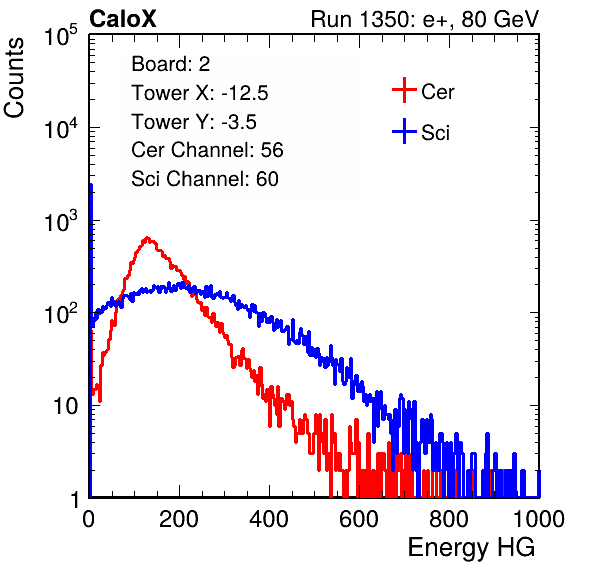 CaloX Run 1350: e+, 80 GeV
Counts
Board: 2
Tower X: -12.5
Tower Y: -3.5
Cer Channel: 56
Sci Channel: 60
Cer
Sci
10^5
10^4
10^3
10^2
10
1
0 200 400 600 800 1000
Energy HG